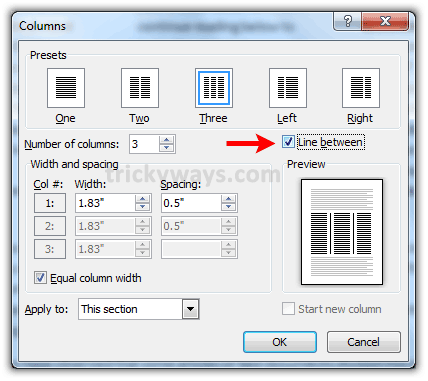 Columns
Presets
One Two Three Left Right
Number of columns: 3
Line between
Width and spacing
Preview
trickyways.com
Col #: Width: Spacing:
1: 1.83" 0.5"
2: 1.83" 0.5"
3: 1.83"
Equal column width
Apply to: This section
Start new column
OK Cancel